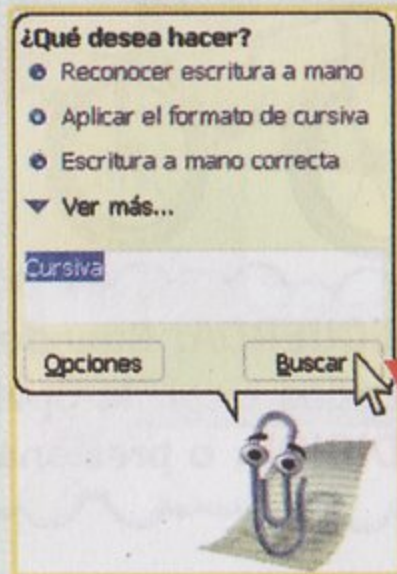 ¿Qué desea hacer?
Reconocer escritura a mano
Aplicar el formato de cursiva
Escritura a mano correcta
Ver más...
Cursiva
Opciones Buscar